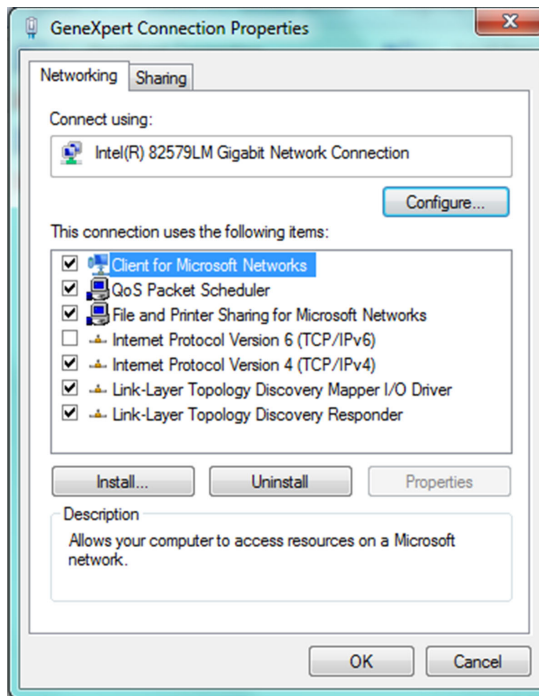 GeneXpert Connection Properties
Networking
Sharing
Connect using:
Intel(R) 82579LM Gigabit Network Connection
Configure...
This connection uses the following items:
Client for Microsoft Networks
QoS Packet Scheduler
File and Printer Sharing for Microsoft Networks
Internet Protocol Version 6 (TCP/IPv6)
Internet Protocol Version 4 (TCP/IPv4)
Link-Layer Topology Discovery Mapper I/O Driver
Link-Layer Topology Discovery Responder
Install...
Uninstall
Properties
Description
Allows your computer to access resources on a Microsoft
network.
OK
Cancel